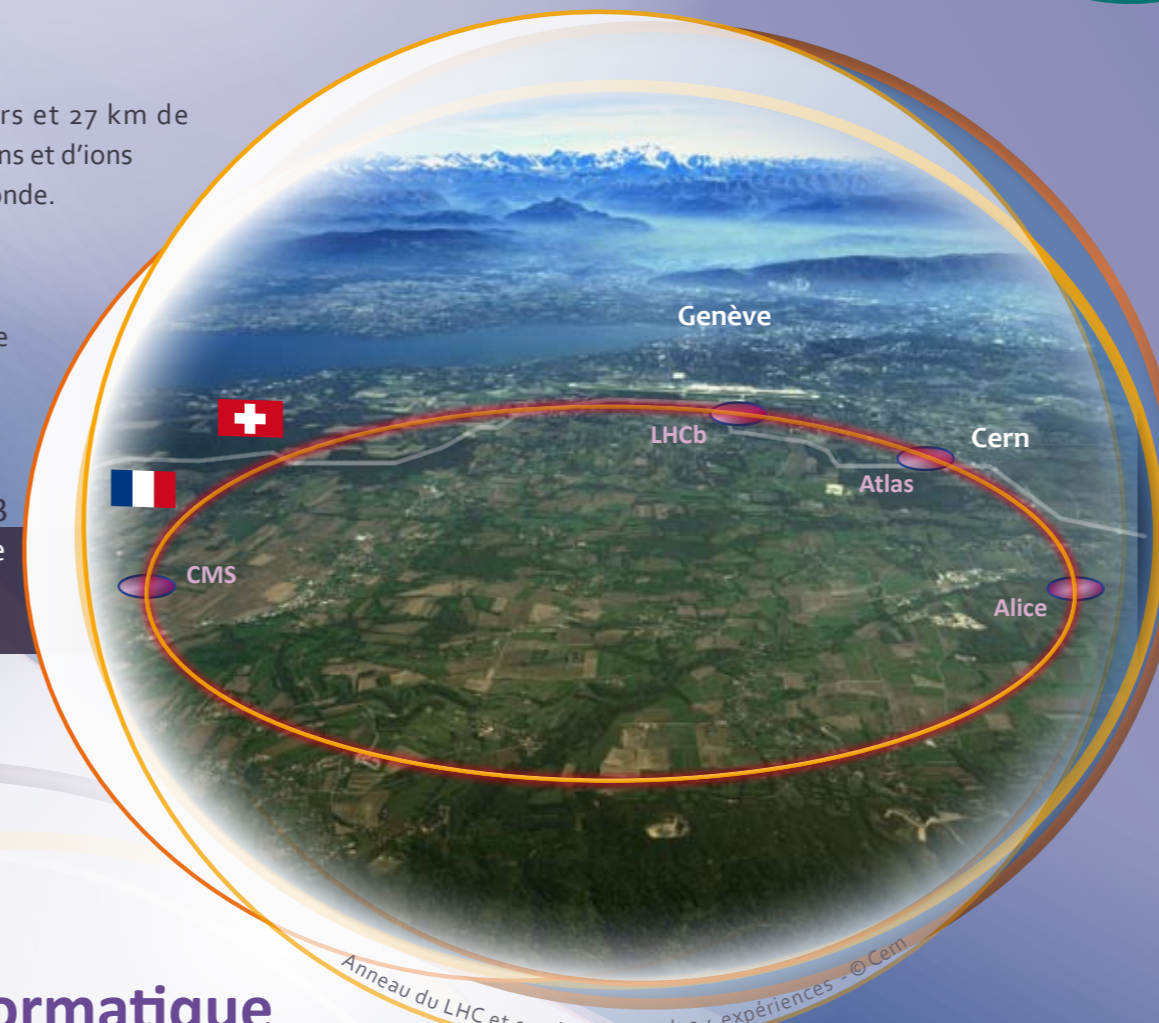 rs et 27 km de
ns et d'ions
onde.
e
3
e
Genève
LHCb
Cern
Atlas
CMS
Alice
Anneau du LHC et expériences - © Cern
ormatique